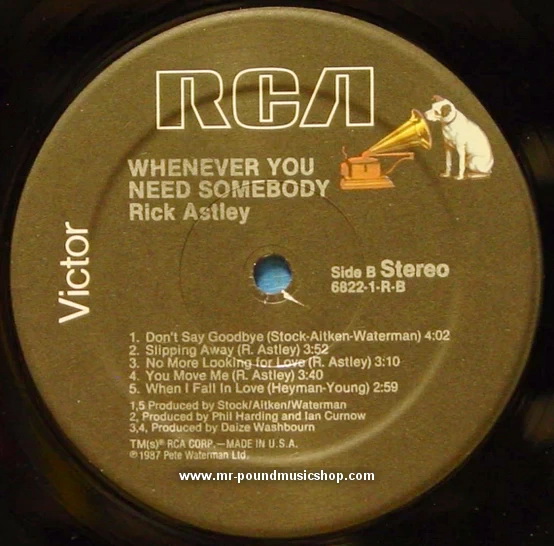 RCA
WHENEVER YOU
NEED SOMEBODY
Rick Astley
Victor
Side B Stereo
6822-1-R-B
1. Don't Say Goodbye (Stock-Aitken-Waterman) 4:02
2. Slipping Away (R. Astley) 3:52
3. No More Looking for Love (R. Astley) 3:10
4. You Move Me (R. Astley) 3:40
5. When I Fall In Love (Heyman-Young) 2:59
1,5 Produced by Stock/Aitken/Waterman
2, Produced by Phil Harding and Ian Curnow
3,4, Produced by Daize Washbourn
TM(s)® RCA CORP.—MADE IN U.S.A.
℗1987 Pete Waterman Ltd.
www.mr-poundmusicshop.com